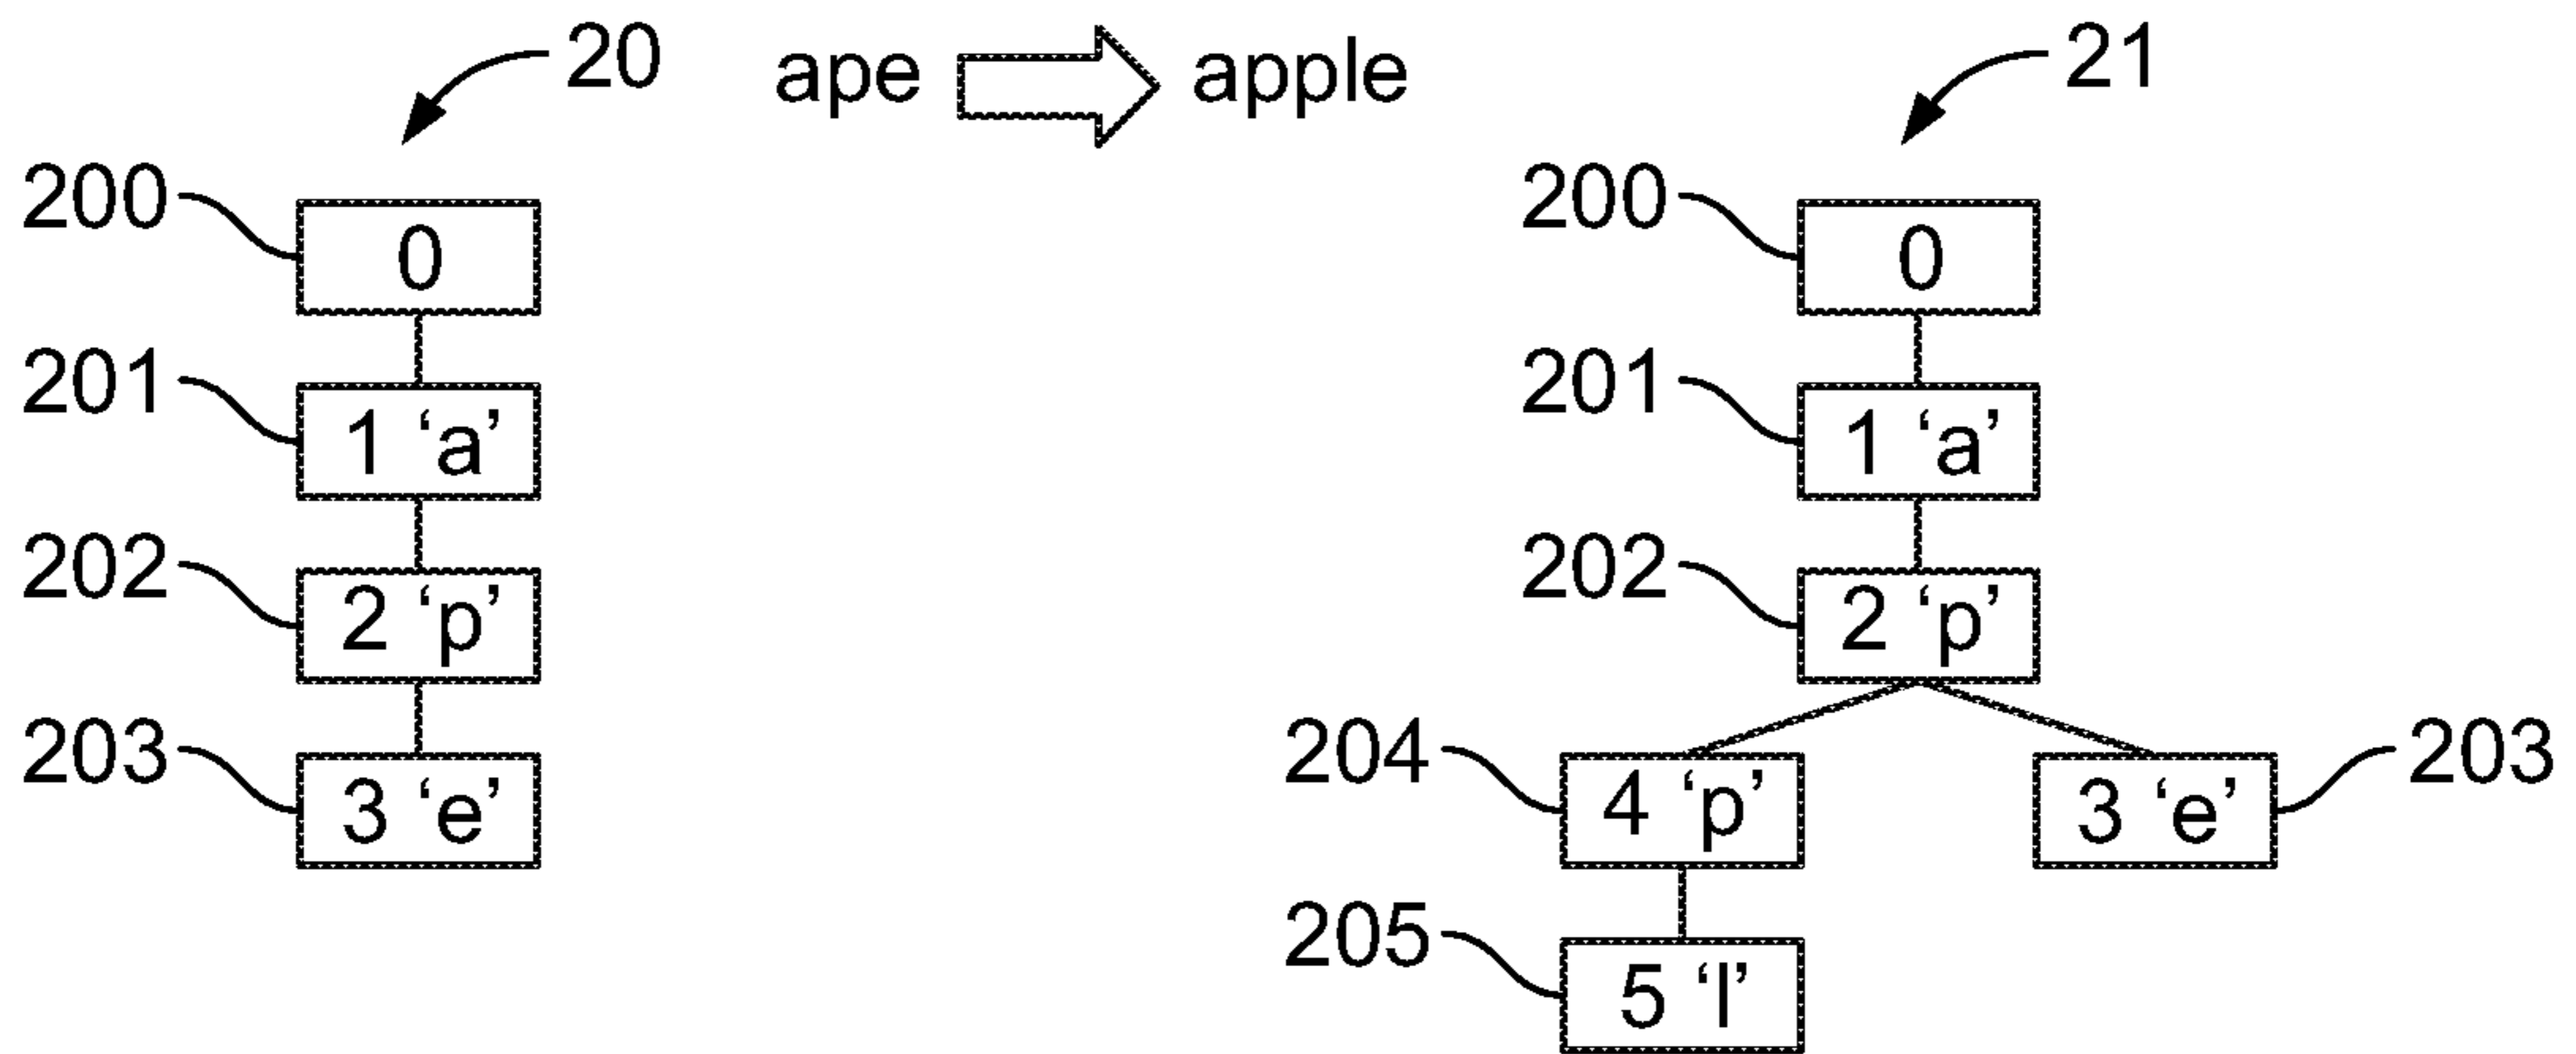 20 ape apple 21
200 0 200 0
201 1 ‘a’ 201 1 ‘a’
202 2 ‘p’ 202 2 ‘p’
203 3 ‘e’ 204 4 ‘p’ 3 ‘e’ 203
205 5 ‘l’